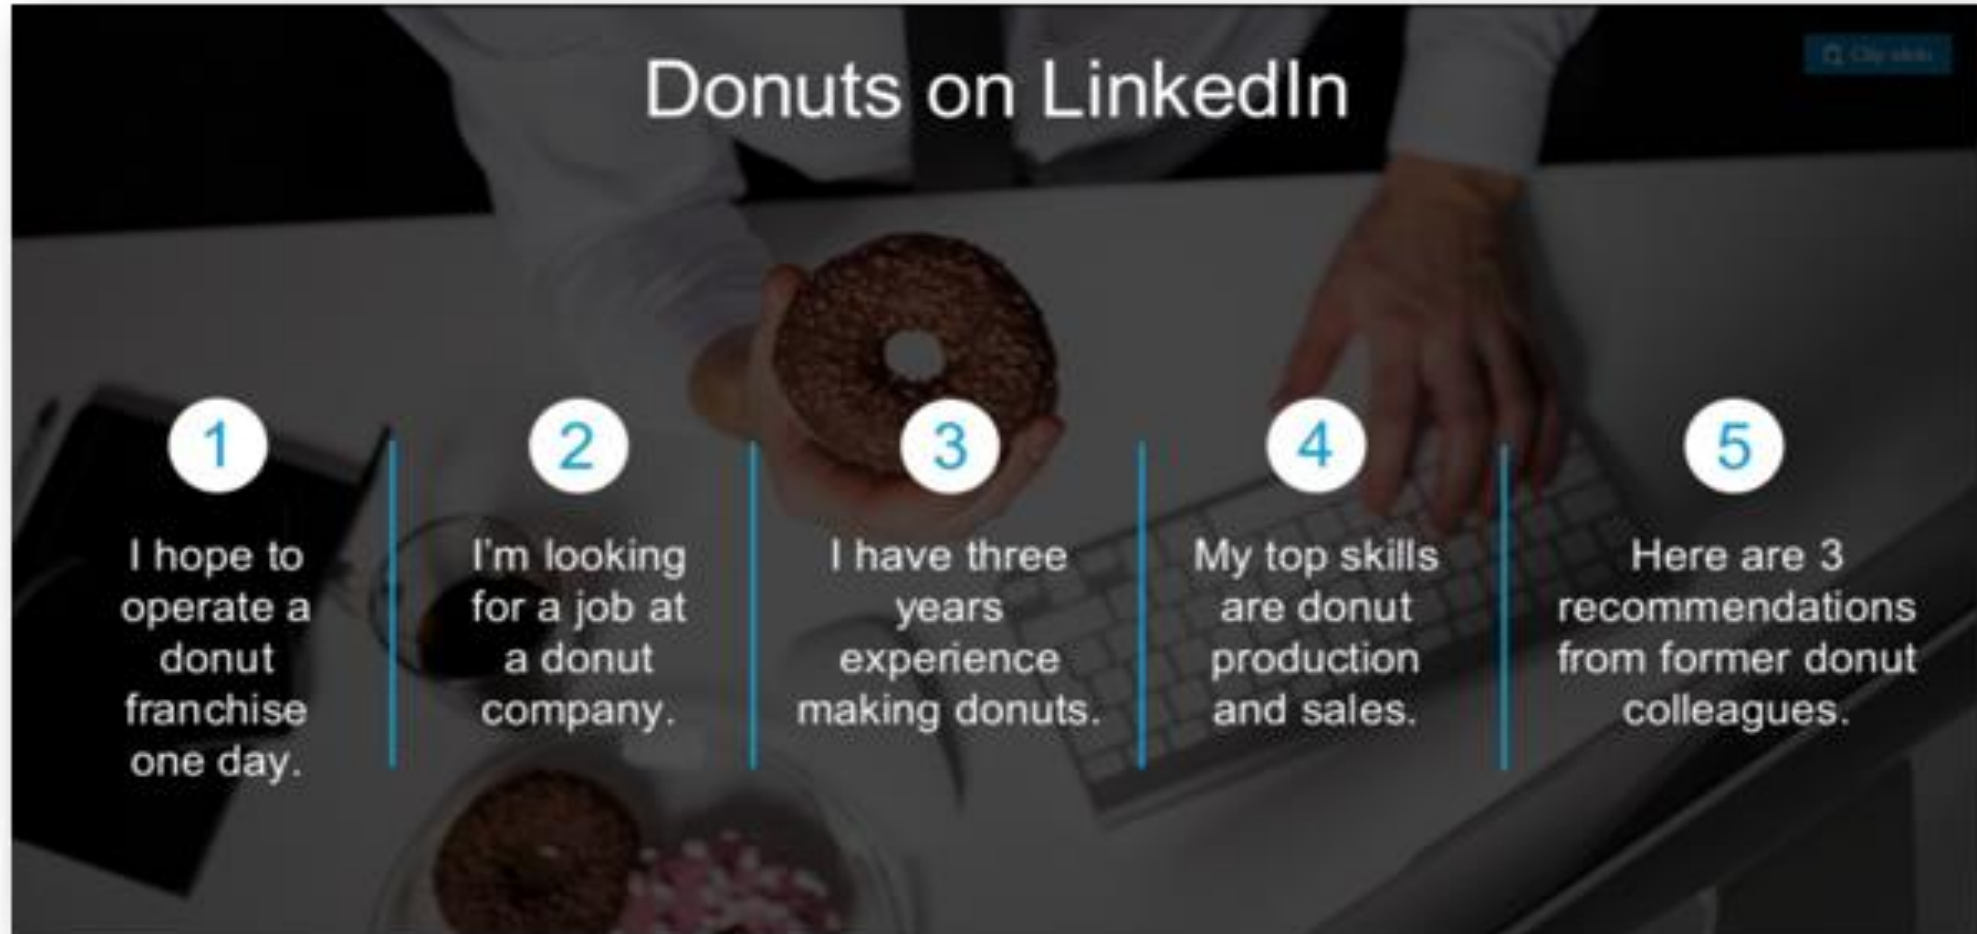 Donuts on LinkedIn
1
I hope to
operate a
donut
franchise
one day.
2
I'm looking
for a job at
a donut
company.
3
I have three
years
experience
making donuts.
4
My top skills
are donut
production
and sales.
5
Here are 3
recommendations
from former donut
colleagues.